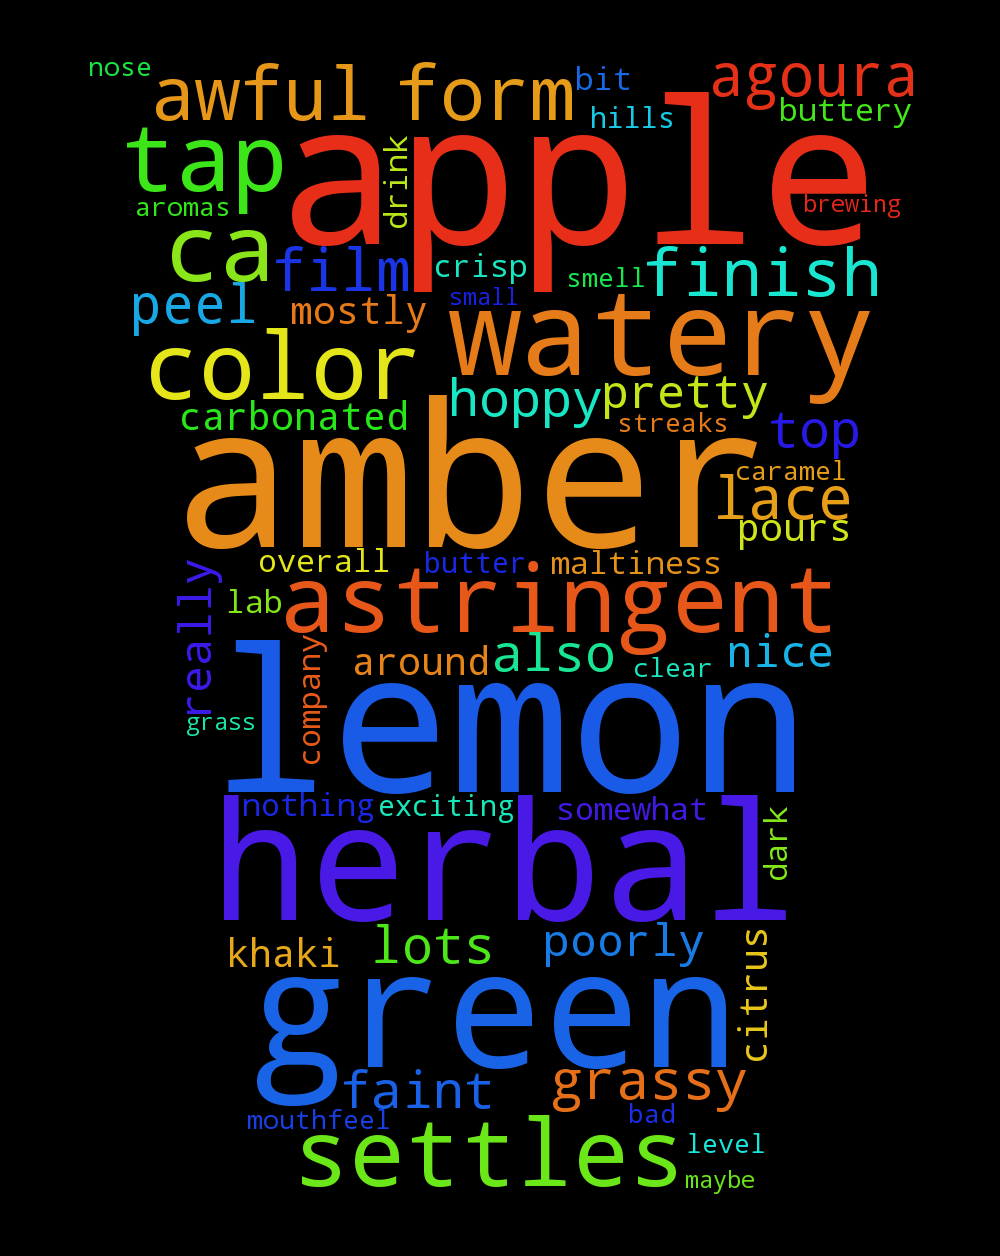 nose
awful form
bit
agoura
hills
buttery
apple
tap
drink
aromas
brewing
ca
film
crisp
smell
finish
peel
mostly
small
watery
color
hoppy
pretty
carbonated
streaks
top
amber
caramel
lace
pours
overall
butter
maltiness
really
lab
astringent
company
around
also
clear
nice
grass
lemon
nothing
exciting
somewhat
dark
herbal
khaki
lots
poorly
citrus
green
faint
grassy
mouthfeel
bad
settles
level
maybe